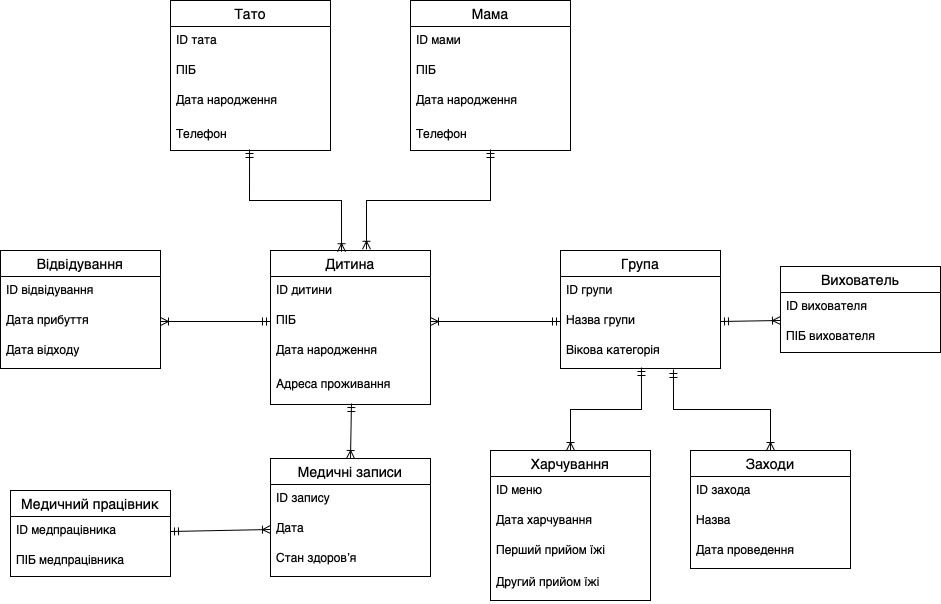 Тато
ID тата
ПІБ
Дата народження
Телефон
Мама
ID мами
ПІБ
Дата народження
Телефон
Відвідування
ID відвідування
Дата прибуття
Дата відходу
Дитина
ID дитини
ПІБ
Дата народження
Адреса проживання
Група
ID групи
Назва групи
Вікова категорія
Вихователь
ID вихователя
ПІБ вихователя
Медичний працівник
ID медпрацівника
ПІБ медпрацівника
Медичні записи
ID запису
Дата
Стан здоров'я
Харчування
ID меню
Дата харчування
Перший прийом їжі
Другий прийом їжі
Заходи
ID захода
Назва
Дата проведення